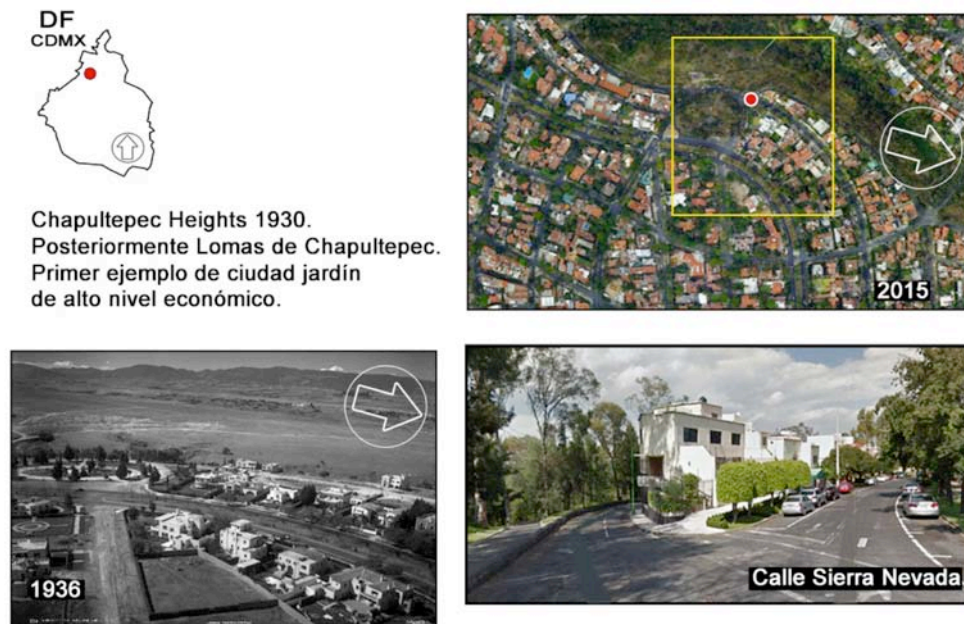 DF
CDMX
Chapultepec Heights 1930.
Posteriormente Lomas de Chapultepec.
Primer ejemplo de ciudad jardín
de alto nivel económico.
2015
1936
Calle Sierra Nevada.